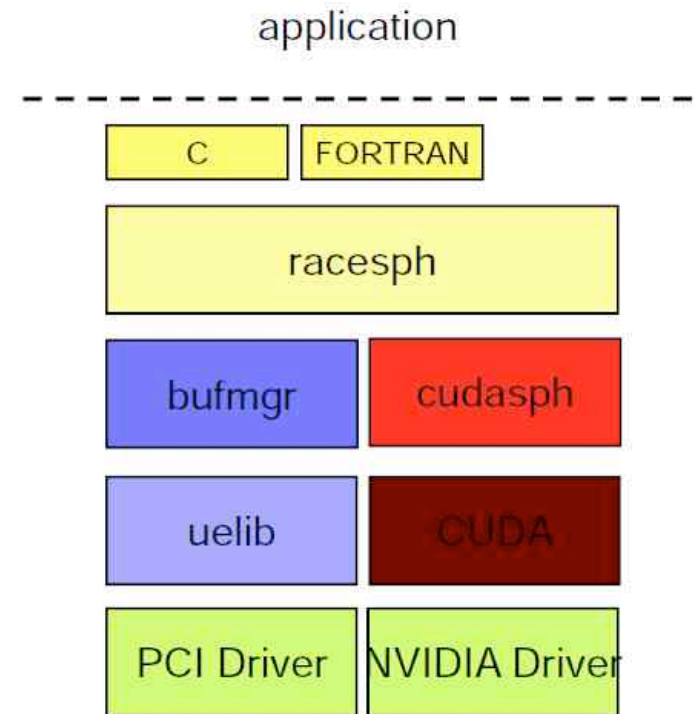 application
C
FORTRAN
racesph
bufmgr
cudasph
uelib
CUDA
PCI Driver
NVIDIA Driver